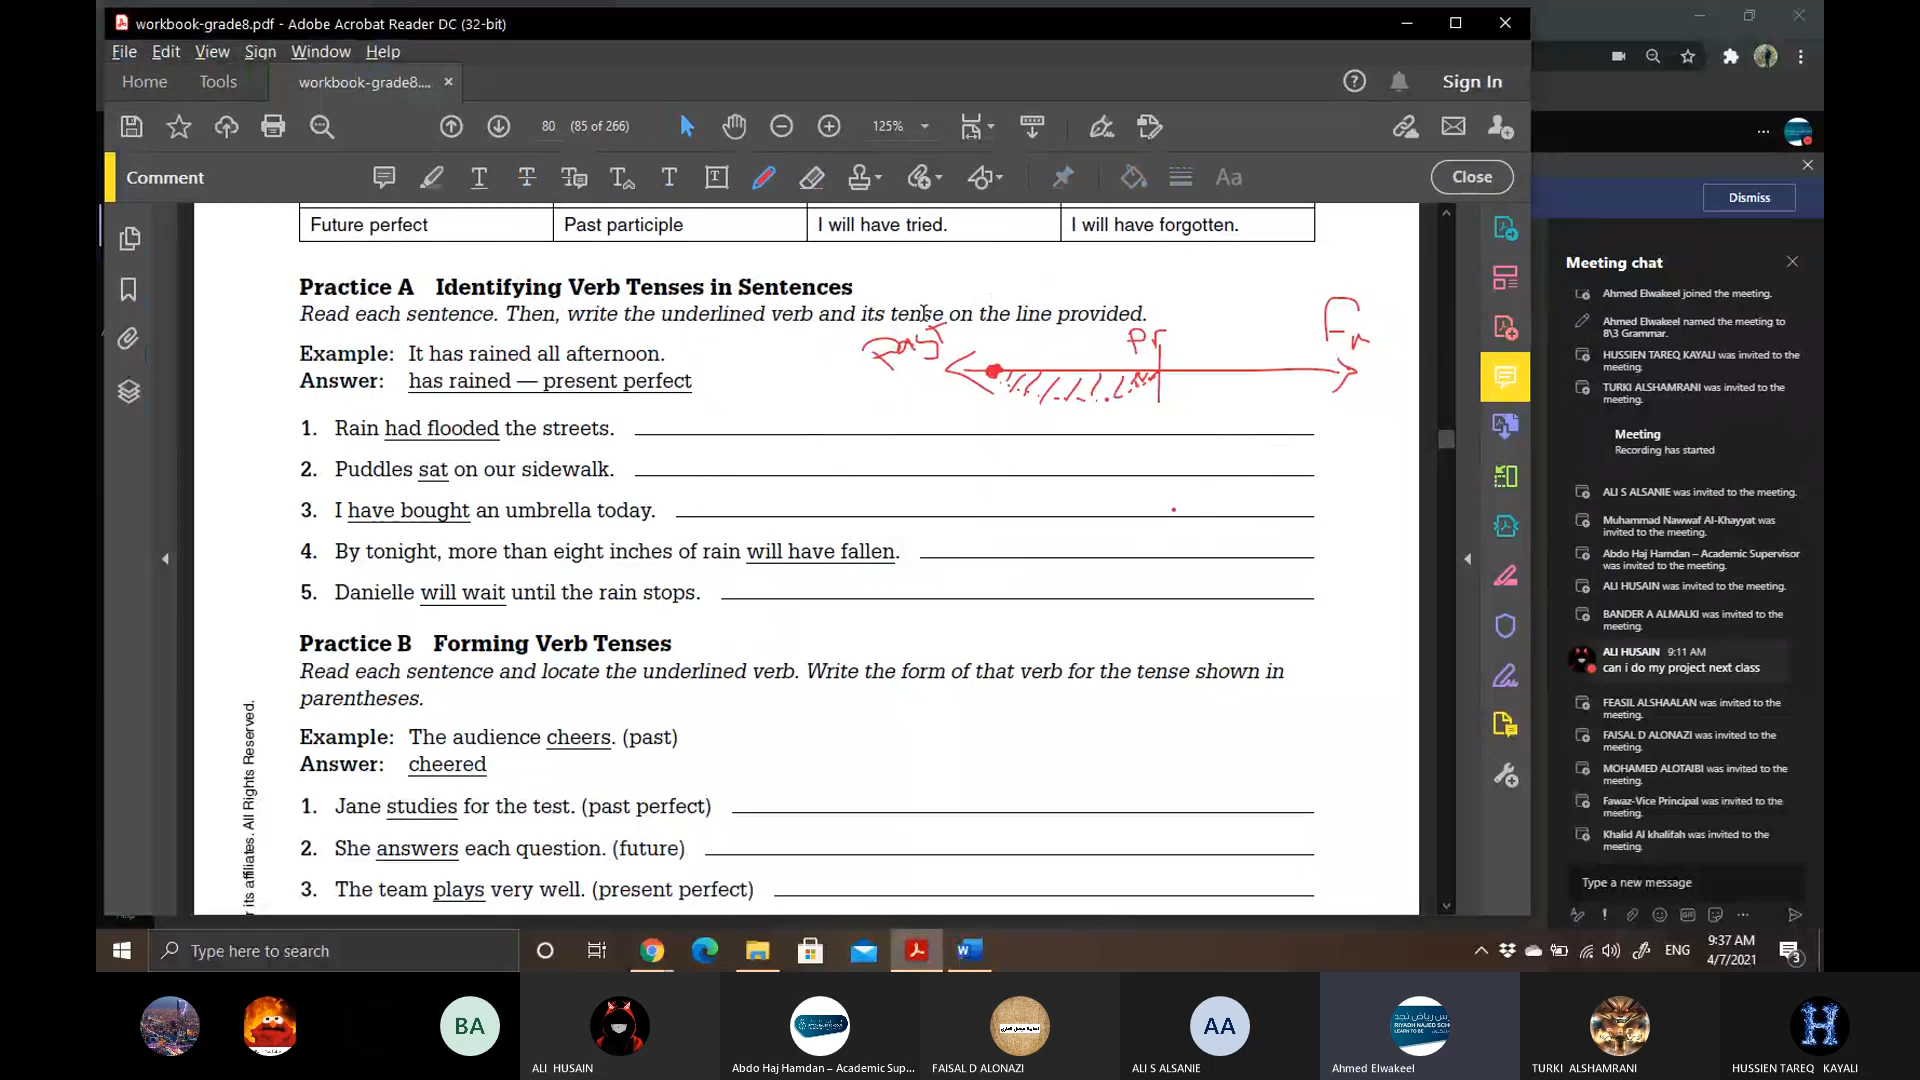 workbook-grade8.pdf - Adobe Acrobat Reader DC (32-bit)
File Edit View Sign Window Help
Home Tools workbook-grade8.... ×
Sign In
80 (85 of 266)
125%
Comment
Close
Aa
Dismiss
Future perfect Past participle I will have tried. I will have forgotten.
Practice A Identifying Verb Tenses in Sentences
Read each sentence. Then, write the underlined verb and its tense on the line provided.
Past Pr
Example: It has rained all afternoon.
Answer: has rained — present perfect
1. Rain had flooded the streets.
2. Puddles sat on our sidewalk.
3. I have bought an umbrella today.
4. By tonight, more than eight inches of rain will have fallen.
5. Danielle will wait until the rain stops.
Practice B Forming Verb Tenses
Read each sentence and locate the underlined verb. Write the form of that verb for the tense shown in
parentheses.
Example: The audience cheers. (past)
Answer: cheered
1. Jane studies for the test. (past perfect)
2. She answers each question. (future)
3. The team plays very well. (present perfect)
its affiliates. All Rights Reserved.
Meeting chat
Ahmed Elwakeel joined the meeting.
Ahmed Elwakeel named the meeting to
8\3 Grammar.
HUSSIEN TAREQ KAYALI was invited to the
meeting.
TURKI ALSHAMRANI was invited to the
meeting.
Meeting
Recording has started
ALI S ALSANIE was invited to the meeting.
Muhammad Nawwaf Al-Khayyat was
invited to the meeting.
Abdo Haj Hamdan – Academic Supervisor
was invited to the meeting.
ALI HUSAIN was invited to the meeting.
BANDER A ALMALKI was invited to the
meeting.
ALI HUSAIN 9:11 AM
can i do my project next class
FEASIL ALSHAALAN was invited to the
meeting.
FAISAL D ALONAZI was invited to the
meeting.
MOHAMED ALOTAIBI was invited to the
meeting.
Fawaz-Vice Principal was invited to the
meeting.
Khalid Al khalifah was invited to the
meeting.
Type a new message
Type here to search
ENG
9:37 AM
4/7/2021
3
BA
AA
H
ALI HUSAIN
Abdo Haj Hamdan – Academic Sup...
FAISAL D ALONAZI
ALI S ALSANIE
Ahmed Elwakeel
TURKI ALSHAMRANI
HUSSIEN TAREQ KAYALI